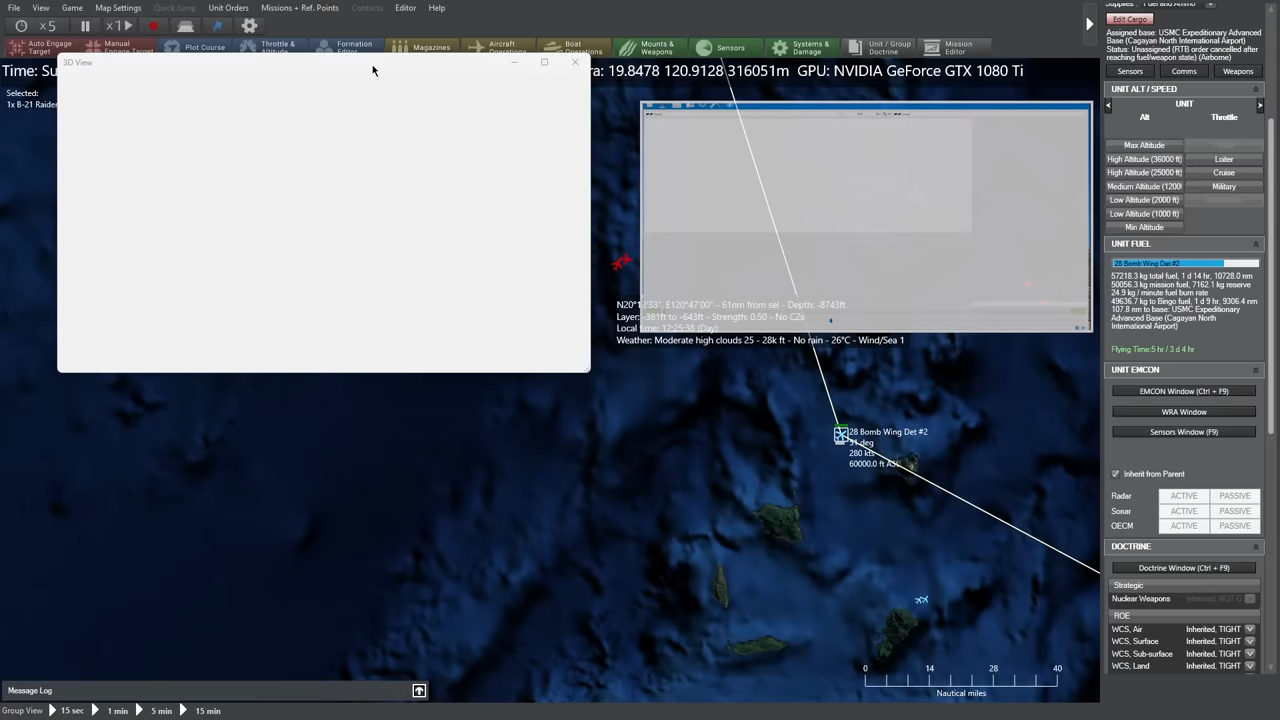 File View Game Map Settings Quick Jump Unit Orders Missions + Ref. Points Contacts Editor Help
×5 ×1
Auto Engage Target
Manual Engage Target
Plot Course
Throttle & Altitude
Formation Editor
Magazines
Aircraft Operations
Boat Operations
Mounts & Weapons
Sensors
Systems & Damage
Unit / Group Doctrine
Mission Editor
3D View
Time: Su
ra: 19.8478 120.9128 316051m GPU: NVIDIA GeForce GTX 1080 Ti
Selected:
1x B-21 Raider
N20°12'33", E120°47'00" - 61nm from sel - Depth: -8743ft
Layer: -381ft to -643ft - Strength: 0.50 - No CZs
Local time: 12:25:38 (Day)
Weather: Moderate high clouds 25 - 28k ft - No rain - 26°C - Wind/Sea 1
28 Bomb Wing Det #2
280 kts
60000.0 ft ASL
0 14 28 40
Nautical miles
Message Log
Group View 15 sec 1 min 5 min 15 min
Supplies : Fuel and Ammo
Edit Cargo
Assigned base: USMC Expeditionary Advanced
Base (Cagayan North International Airport)
Status: Unassigned (RTB order cancelled after
reaching fuel/weapon state) (Airborne)
Sensors Comms Weapons
UNIT ALT / SPEED
< UNIT >
Alt Throttle
Max Altitude
High Altitude (36000 ft) Loiter
High Altitude (25000 ft) Cruise
Medium Altitude (1200 Military
Low Altitude (2000 ft)
Low Altitude (1000 ft)
Min Altitude
UNIT FUEL
28 Bomb Wing Det #2
57218.3 kg total fuel, 1 d 14 hr, 10728.0 nm
50056.3 kg mission fuel, 7162.1 kg reserve
24.9 kg / minute fuel burn rate
49636.7 kg to Bingo fuel, 1 d 9 hr, 9306.4 nm
107.8 nm to base: USMC Expeditionary
Advanced Base (Cagayan North
International Airport)
Flying Time:5 hr / 3 d 4 hr
UNIT EMCON
EMCON Window (Ctrl + F9)
WRA Window
Sensors Window (F9)
Inherit from Parent
Radar ACTIVE PASSIVE
Sonar ACTIVE PASSIVE
OECM ACTIVE PASSIVE
DOCTRINE
Doctrine Window (Ctrl + F9)
Strategic
Nuclear Weapons Inherited, NOT G
ROE
WCS, Air Inherited, TIGHT
WCS, Surface Inherited, TIGHT
WCS, Sub-surface Inherited, TIGHT
WCS, Land Inherited, TIGHT